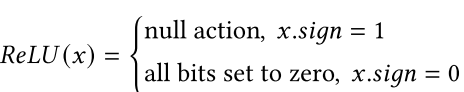 null action, x.sign = 1
ReLU(x) =
all bits set to zero, x.sign = 0